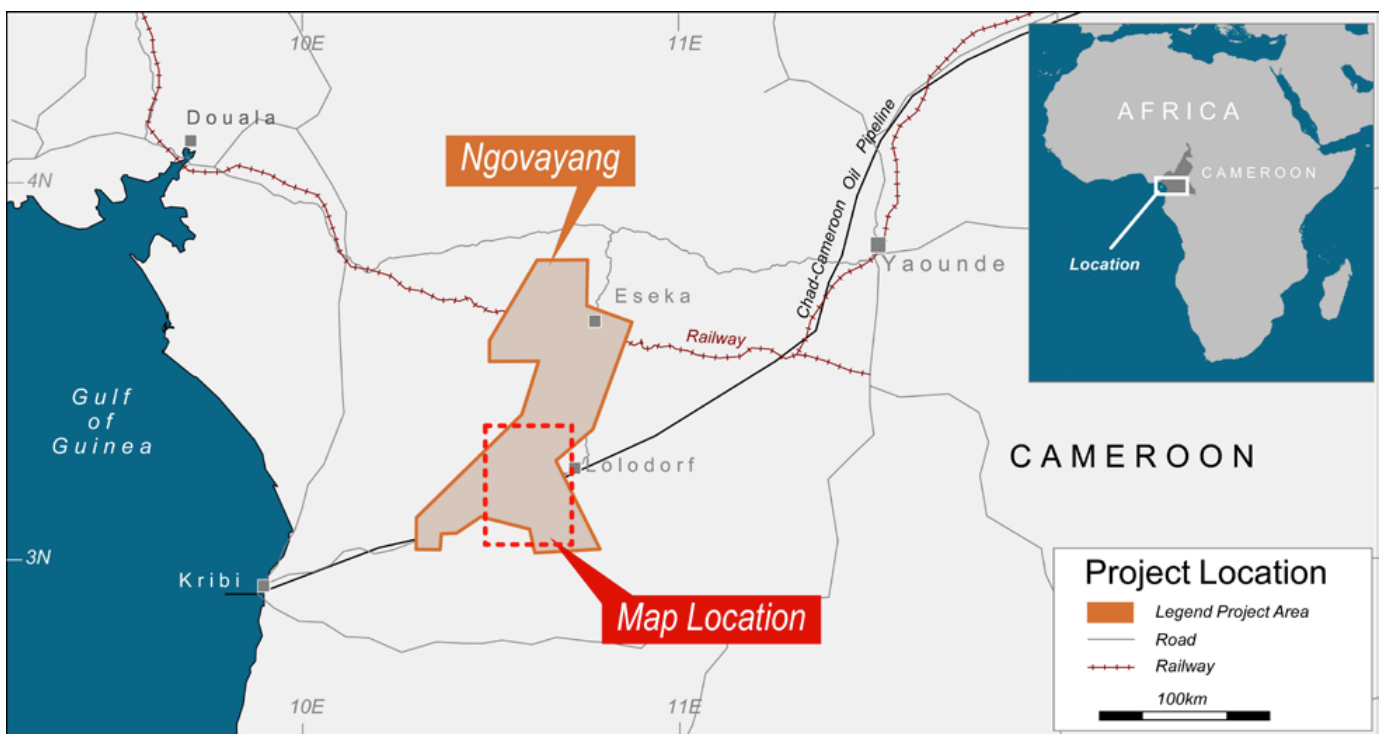 10E
11E
Douala
4N
Ngovayang
Chad-Cameroon Oil Pipeline
AFRICA
CAMEROON
Location
Yaounde
Eseka
Railway
Gulf
of
Guinea
CAMEROON
Lolodorf
3N
Kribi
Map Location
10E
11E
Project Location
Legend Project Area
Road
Railway
100km